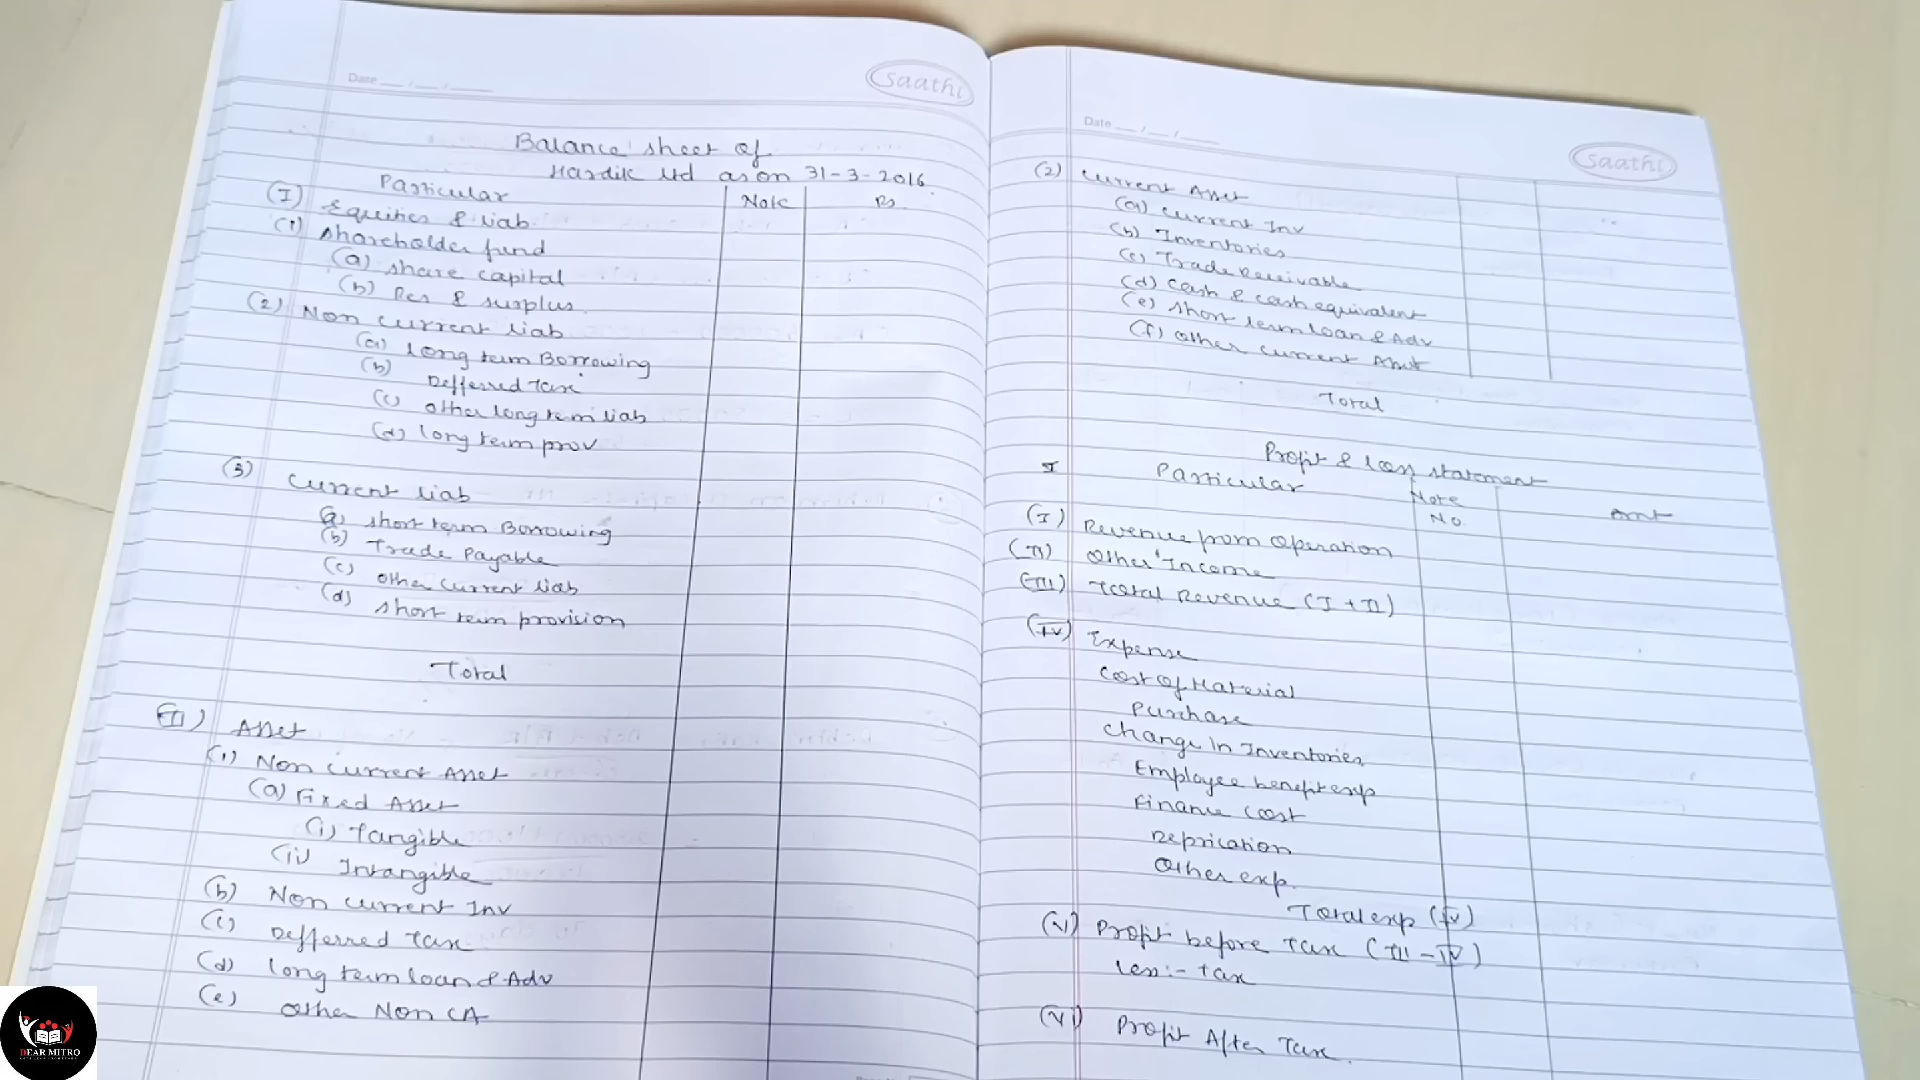 Date
saathi
Balance sheet of
Hardik Ltd as on 31-3-2016
Particular Note Rs
(I) Equities & Liab
(1) Shareholder fund
(a) share capital
(b) Res & surplus
(2) Non current liab
(a) long term Borrowing
(b) Defferred Tax
(c) other long term liab
(d) long term prov
(3) Current liab
(a) short term Borrowing
(b) Trade Payable
(c) other current liab
(d) short term provision
Total
(II) Asset
(1) Non current Asset
(a) Fixed Asset
(i) Tangible
(ii) Intangible
(b) Non current Inv
(c) Defferred Tax
(d) long term loan & Adv
(e) other Non CA
Date
saathi
(2) Current Asset
(a) current Inv
(b) Inventories
(c) Trade Receivable
(d) cash & cash equivalent
(e) short term loan & Adv
(f) other current Asset
Total
Profit & loss statement
I Particular Note No. Amt
(I) Revenue from operation
(II) Other Income
(III) Total Revenue (I + II)
(IV) Expense
Cost of Material
Purchase
change in Inventories
Employee benefit exp
Finance cost
Deprication
Other exp.
Total exp (IV)
(V) Profit before Tax (III - IV)
Less:- tax
(VI) Profit After Tax.
DEAR MITRO